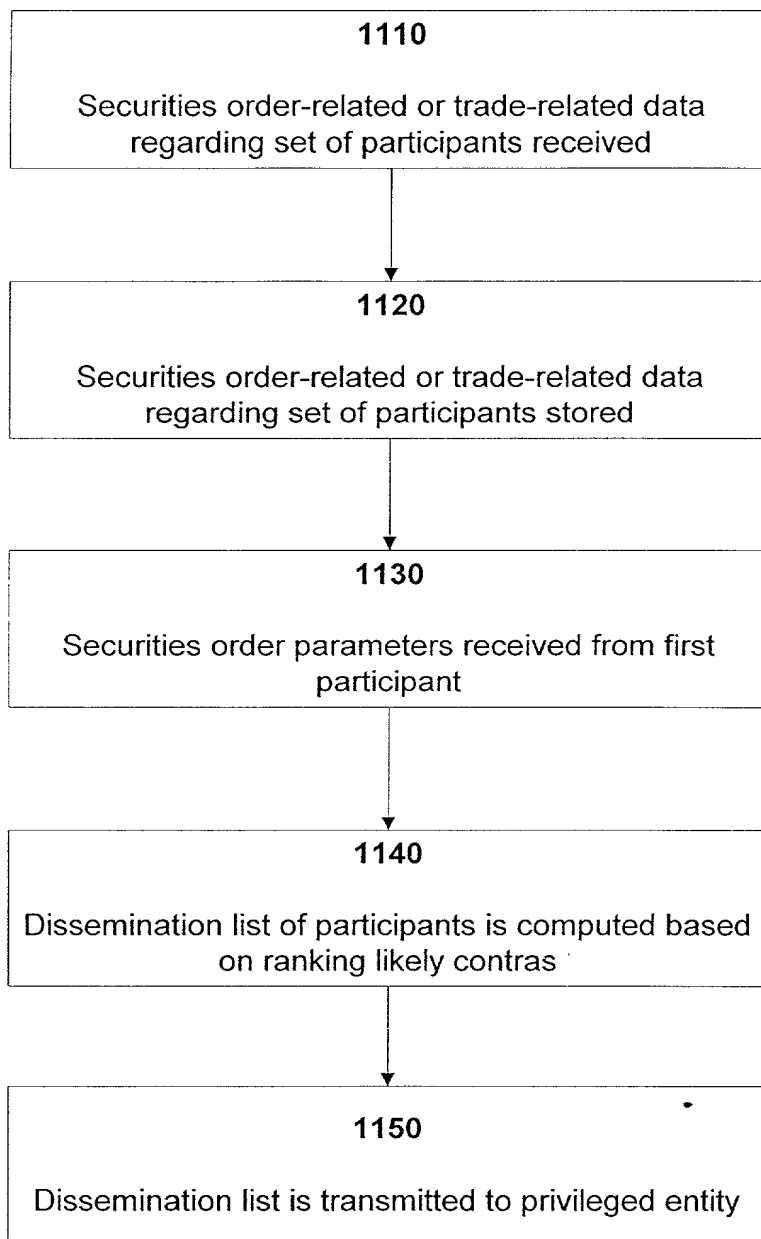 1110
Securities order-related or trade-related data
regarding set of participants received
1120
Securities order-related or trade-related data
regarding set of participants stored
1130
Securities order parameters received from first
participant
1140
Dissemination list of participants is computed based
on ranking likely contras
1150
Dissemination list is transmitted to privileged entity